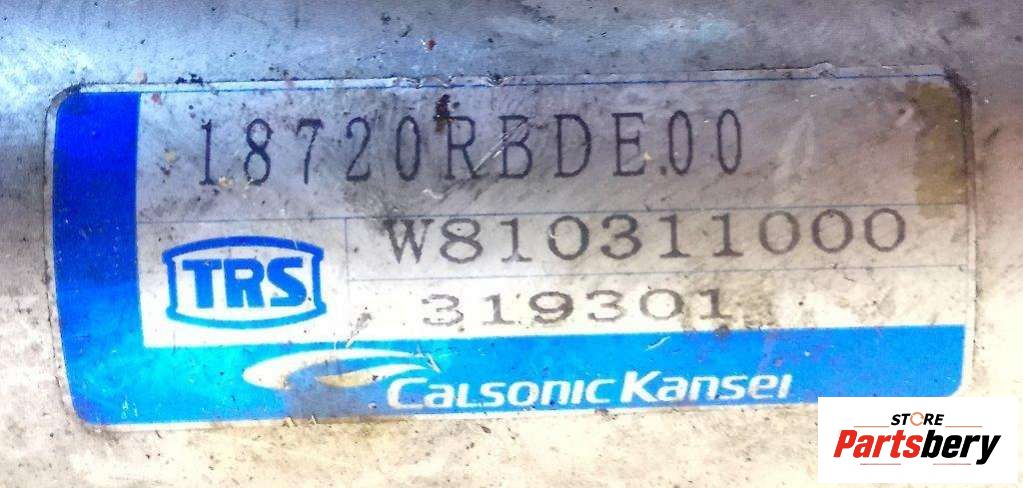 18720RBDE00
W810311000
TRS
319301
CALSONIC KANSEI
STORE
Partsbery